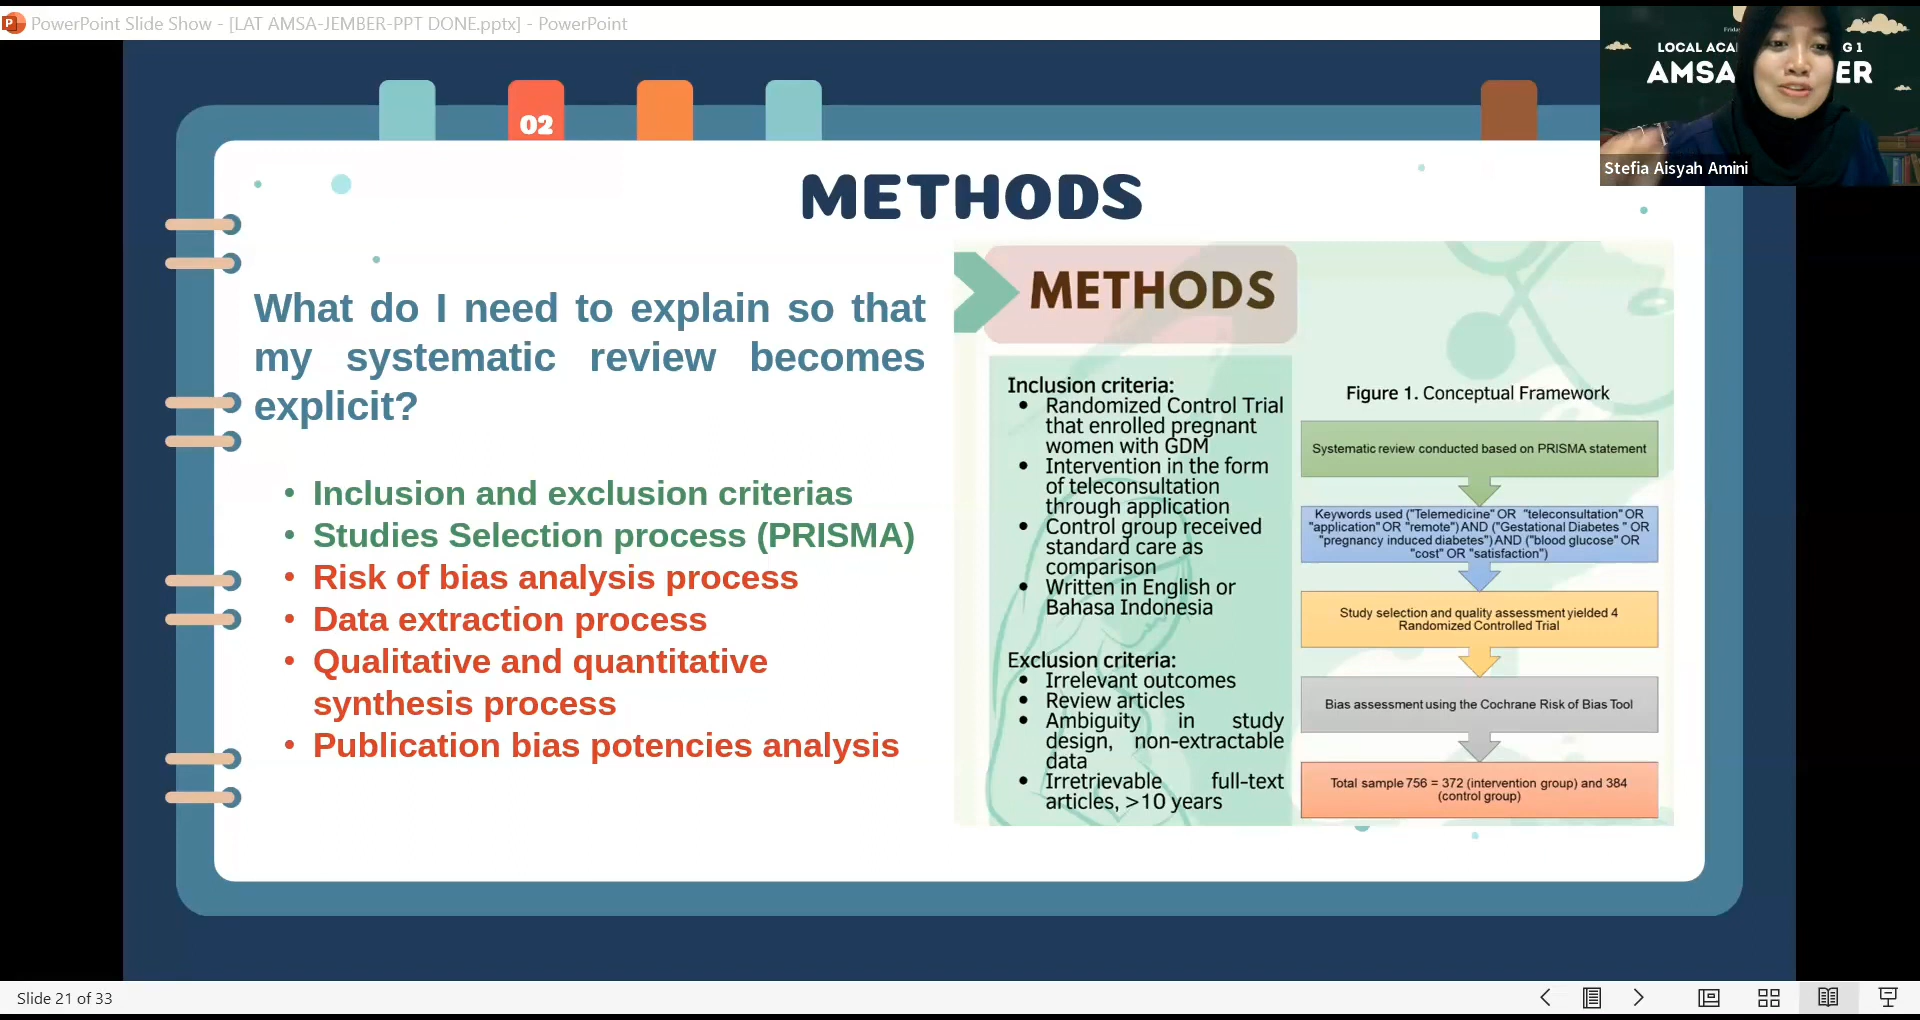 PowerPoint Slide Show - [LAT AMSA-JEMBER-PPT DONE.pptx] - PowerPoint
LOCAL ACA
G 1
AMSA
ER
Stefia Aisyah Amini
02
METHODS
What do I need to explain so that
my systematic review becomes
explicit?
• Inclusion and exclusion criterias
• Studies Selection process (PRISMA)
• Risk of bias analysis process
• Data extraction process
• Qualitative and quantitative
synthesis process
• Publication bias potencies analysis
METHODS
Inclusion criteria:
• Randomized Control Trial
that enrolled pregnant
women with GDM
• Intervention in the form
of teleconsultation
through application
• Control group received
standard care as
comparison
• Written in English or
Bahasa Indonesia
Exclusion criteria:
• Irrelevant outcomes
• Review articles
• Ambiguity in study
design, non-extractable
data
• Irretrievable full-text
articles, >10 years
Figure 1. Conceptual Framework
Systematic review conducted based on PRISMA statement
Keywords used ("Telemedicine" OR "teleconsultation" OR
"application" OR "remote") AND ("Gestational Diabetes " OR
"pregnancy induced diabetes") AND ("blood glucose" OR
"cost" OR "satisfaction")
Study selection and quality assessment yielded 4
Randomized Controlled Trial
Bias assessment using the Cochrane Risk of Bias Tool
Total sample 756 = 372 (intervention group) and 384
(control group)
Slide 21 of 33